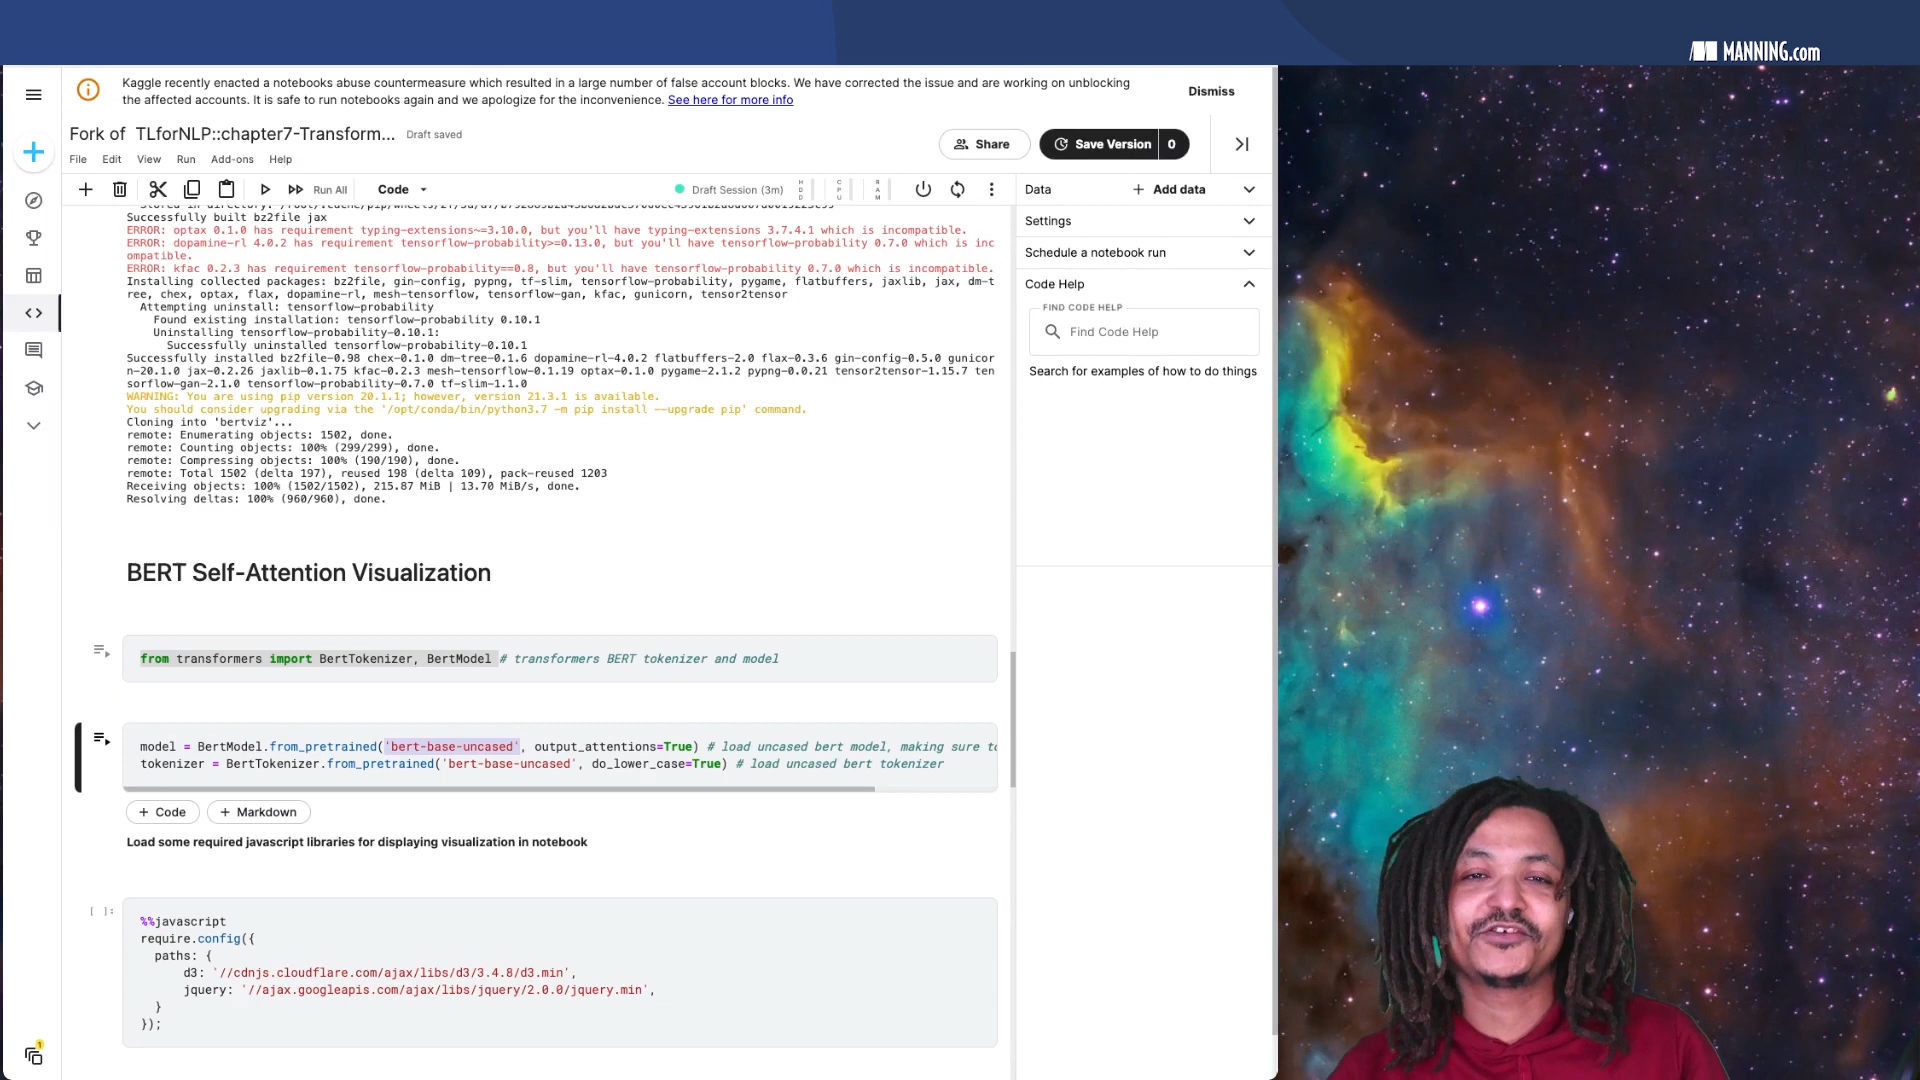 MANNING.com
Kaggle recently enacted a notebooks abuse countermeasure which resulted in a large number of false account blocks. We have corrected the issue and are working on unblocking
the affected accounts. It is safe to run notebooks again and we apologize for the inconvenience. See here for more info
Dismiss
Fork of TLforNLP::chapter7-Transform... Draft saved
Share
Save Version 0
File Edit View Run Add-ons Help
Run All Code Draft Session (3m) HDD CPU RAM
Data + Add data
Settings
Schedule a notebook run
Code Help
FIND CODE HELP
Find Code Help
Search for examples of how to do things
Successfully built bz2file jax
ERROR: optax 0.1.0 has requirement typing-extensions~=3.10.0, but you'll have typing-extensions 3.7.4.1 which is incompatible.
ERROR: dopamine-rl 4.0.2 has requirement tensorflow-probability>=0.13.0, but you'll have tensorflow-probability 0.7.0 which is inc
ompatible.
ERROR: kfac 0.2.3 has requirement tensorflow-probability==0.8, but you'll have tensorflow-probability 0.7.0 which is incompatible.
Installing collected packages: bz2file, gin-config, pypng, tf-slim, tensorflow-probability, pygame, flatbuffers, jaxlib, jax, dm-t
ree, chex, optax, flax, dopamine-rl, mesh-tensorflow, tensorflow-gan, kfac, gunicorn, tensor2tensor
Attempting uninstall: tensorflow-probability
Found existing installation: tensorflow-probability 0.10.1
Uninstalling tensorflow-probability-0.10.1:
Successfully uninstalled tensorflow-probability-0.10.1
Successfully installed bz2file-0.98 chex-0.1.0 dm-tree-0.1.6 dopamine-rl-4.0.2 flatbuffers-2.0 flax-0.3.6 gin-config-0.5.0 gunicor
n-20.1.0 jax-0.2.26 jaxlib-0.1.75 kfac-0.2.3 mesh-tensorflow-0.1.19 optax-0.1.0 pygame-2.1.2 pypng-0.0.21 tensor2tensor-1.15.7 ten
sorflow-gan-2.1.0 tensorflow-probability-0.7.0 tf-slim-1.1.0
WARNING: You are using pip version 20.1.1; however, version 21.3.1 is available.
You should consider upgrading via the '/opt/conda/bin/python3.7 -m pip install --upgrade pip' command.
Cloning into 'bertviz'...
remote: Enumerating objects: 1502, done.
remote: Counting objects: 100% (299/299), done.
remote: Compressing objects: 100% (190/190), done.
remote: Total 1502 (delta 197), reused 198 (delta 109), pack-reused 1203
Receiving objects: 100% (1502/1502), 215.87 MiB | 13.70 MiB/s, done.
Resolving deltas: 100% (960/960), done.
BERT Self-Attention Visualization
from transformers import BertTokenizer, BertModel # transformers BERT tokenizer and model
model = BertModel.from_pretrained('bert-base-uncased', output_attentions=True) # load uncased bert model, making sure to
tokenizer = BertTokenizer.from_pretrained('bert-base-uncased', do_lower_case=True) # load uncased bert tokenizer
+ Code + Markdown
Load some required javascript libraries for displaying visualization in notebook
[ ]:
%%javascript
require.config({
paths: {
d3: '//cdnjs.cloudflare.com/ajax/libs/d3/3.4.8/d3.min',
jquery: '//ajax.googleapis.com/ajax/libs/jquery/2.0.0/jquery.min',
}
});
1